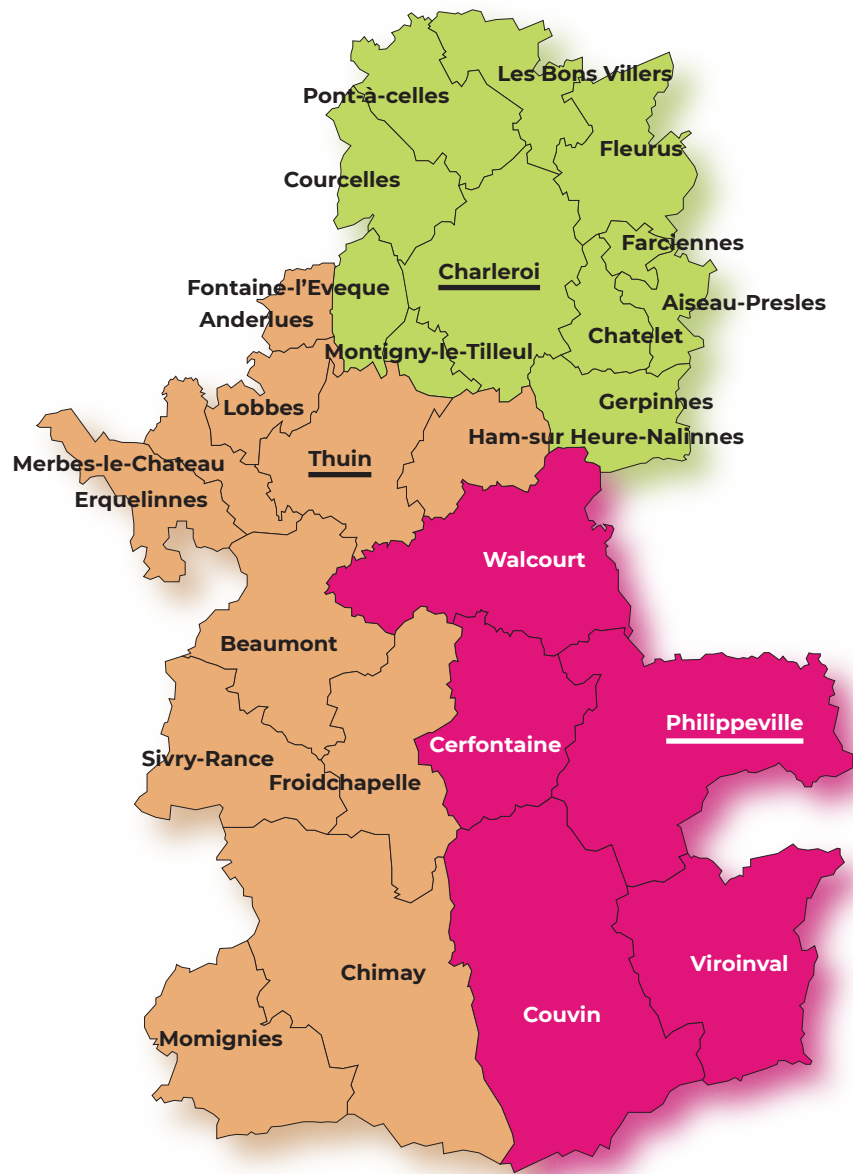 Les Bons Villers
Pont-à-celles
Fleurus
Courcelles
Farciennes
Charleroi
Fontaine-l'Eveque
Aiseau-Presles
Anderlues
Chatelet
Montigny-le-Tilleul
Gerpinnes
Lobbes
Ham-sur Heure-Nalinnes
Thuin
Merbes-le-Chateau
Erquelinnes
Walcourt
Beaumont
Philippeville
Cerfontaine
Sivry-Rance
Froidchapelle
Viroinval
Chimay
Couvin
Momignies